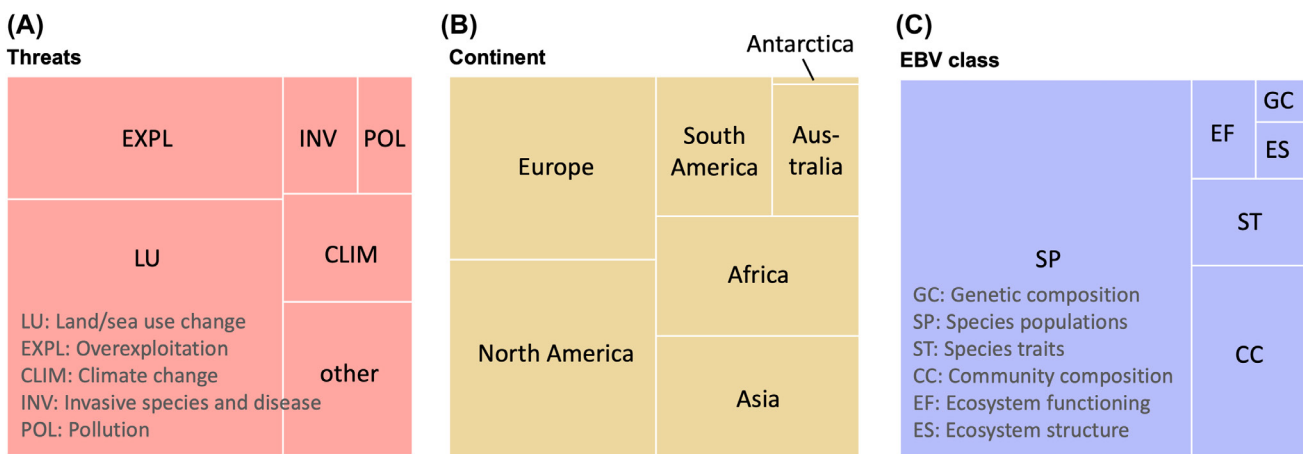 (A)
Threats
EXPL
INV
POL
LU
CLIM
other
LU: Land/sea use change
EXPL: Overexploitation
CLIM: Climate change
INV: Invasive species and disease
POL: Pollution
(B)
Continent
Antarctica
Europe
South
America
Aus-
tralia
Africa
North America
Asia
(C)
EBV class
GC
EF
ES
ST
SP
CC
GC: Genetic composition
SP: Species populations
ST: Species traits
CC: Community composition
EF: Ecosystem functioning
ES: Ecosystem structure